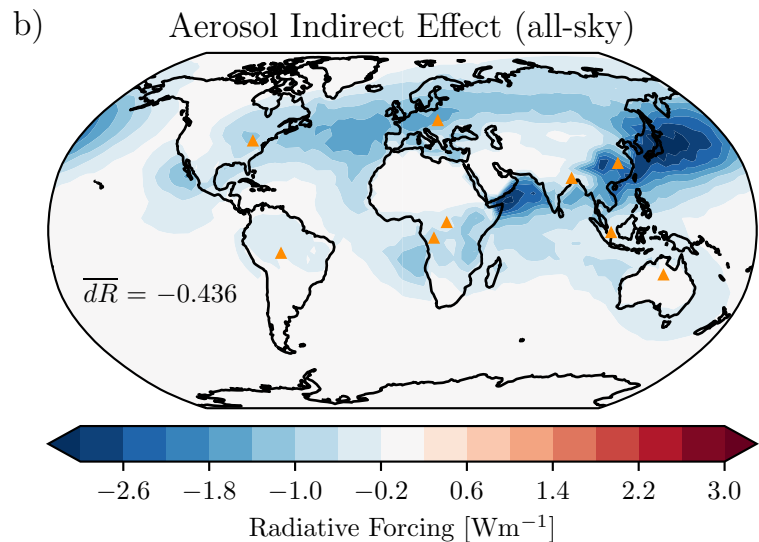 b)
Aerosol Indirect Effect (all-sky)
$\overline{dR}$ = −0.436
−2.6 −1.8 −1.0 −0.2 0.6 1.4 2.2 3.0
Radiative Forcing [Wm⁻¹]